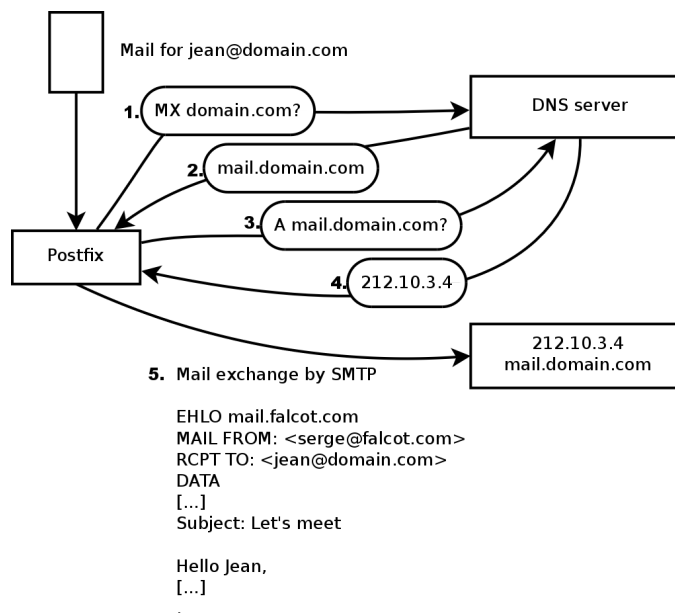 Mail for jean@domain.com
1. MX domain.com?
DNS server
2. mail.domain.com
3. A mail.domain.com?
Postfix
4. 212.10.3.4
212.10.3.4
mail.domain.com
5. Mail exchange by SMTP
EHLO mail.falcot.com
MAIL FROM: <serge@falcot.com>
RCPT TO: <jean@domain.com>
DATA
[...]
Subject: Let's meet
Hello Jean,
[...]
.